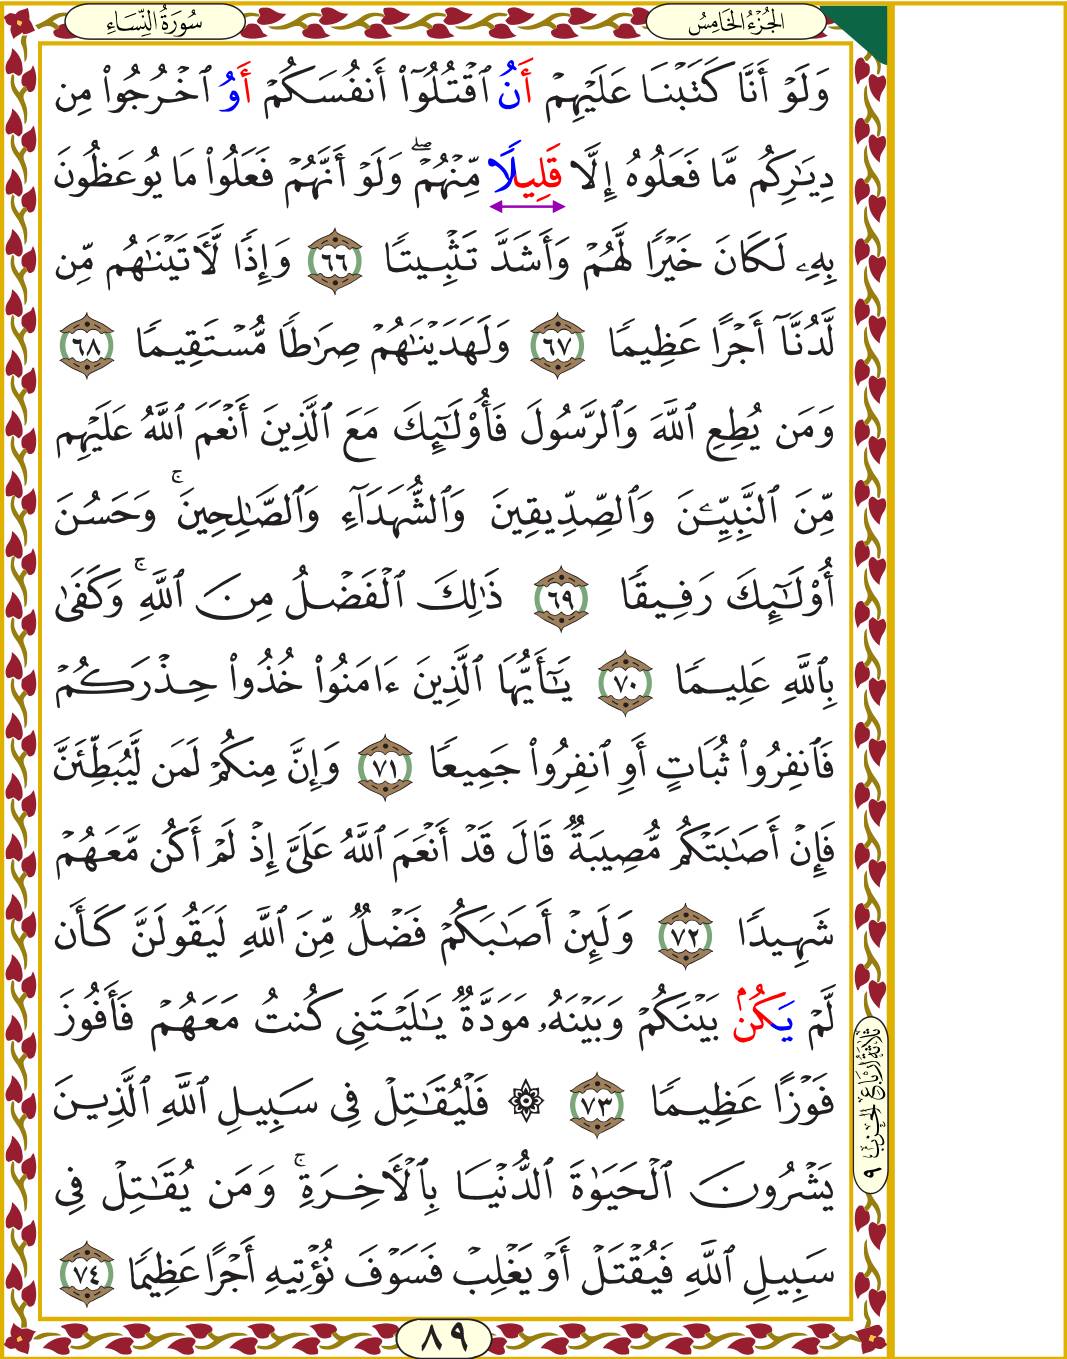 سُورَةُ النِّسَاءِ
الجُزْءُ الخَامِسُ
وَلَوۡ أَنَّا كَتَبۡنَا عَلَيۡهِمۡ أَنُ ٱقۡتُلُوٓاْ أَنفُسَكُمۡ أَوُ ٱخۡرُجُواْ مِن
دِيَٰرِكُم مَّا فَعَلُوهُ إِلَّا قَلِيلٗا مِّنۡهُمۡۖ وَلَوۡ أَنَّهُمۡ فَعَلُواْ مَا يُوعَظُونَ
بِهِۦ لَكَانَ خَيۡرٗا لَّهُمۡ وَأَشَدَّ تَثۡبِيتٗا ٦٦ وَإِذٗا لَّأٓتَيۡنَٰهُم مِّن
لَّدُنَّآ أَجۡرًا عَظِيمٗا ٦٧ وَلَهَدَيۡنَٰهُمۡ صِرَٰطٗا مُّسۡتَقِيمٗا ٦٨
وَمَن يُطِعِ ٱللَّهَ وَٱلرَّسُولَ فَأُوْلَٰٓئِكَ مَعَ ٱلَّذِينَ أَنۡعَمَ ٱللَّهُ عَلَيۡهِم
مِّنَ ٱلنَّبِيِّـۧنَ وَٱلصِّدِّيقِينَ وَٱلشُّهَدَآءِ وَٱلصَّٰلِحِينَۚ وَحَسُنَ
أُوْلَٰٓئِكَ رَفِيقٗا ٦٩ ذَٰلِكَ ٱلۡفَضۡلُ مِنَ ٱللَّهِۚ وَكَفَىٰ
بِٱللَّهِ عَلِيمٗا ٧٠ يَٰٓأَيُّهَا ٱلَّذِينَ ءَامَنُواْ خُذُواْ حِذۡرَكُمۡ
فَٱنفِرُواْ ثُبَاتٍ أَوِ ٱنفِرُواْ جَمِيعٗا ٧١ وَإِنَّ مِنكُمۡ لَمَن لَّيُبَطِّئَنَّ
فَإِنۡ أَصَٰبَتۡكُم مُّصِيبَةٞ قَالَ قَدۡ أَنۡعَمَ ٱللَّهُ عَلَيَّ إِذۡ لَمۡ أَكُن مَّعَهُمۡ
شَهِيدٗا ٧٢ وَلَئِنۡ أَصَٰبَكُمۡ فَضۡلٞ مِّنَ ٱللَّهِ لَيَقُولَنَّ كَأَن
لَّمۡ يَكُنۢ بَيۡنَكُمۡ وَبَيۡنَهُۥ مَوَدَّةٞ يَٰلَيۡتَنِي كُنتُ مَعَهُمۡ فَأَفُوزَ
فَوۡزًا عَظِيمٗا ٧٣ ۞ فَلۡيُقَٰتِلۡ فِي سَبِيلِ ٱللَّهِ ٱلَّذِينَ
يَشۡرُونَ ٱلۡحَيَوٰةَ ٱلدُّنۡيَا بِٱلۡأٓخِرَةِۚ وَمَن يُقَٰتِلۡ فِي
سَبِيلِ ٱللَّهِ فَيُقۡتَلۡ أَوۡ يَغۡلِبۡ فَسَوۡفَ نُؤۡتِيهِ أَجۡرًا عَظِيمٗا ٧٤
ثَلَاثَةُ أَرْبَاعِ الحِزْبِ ٩
٨٩